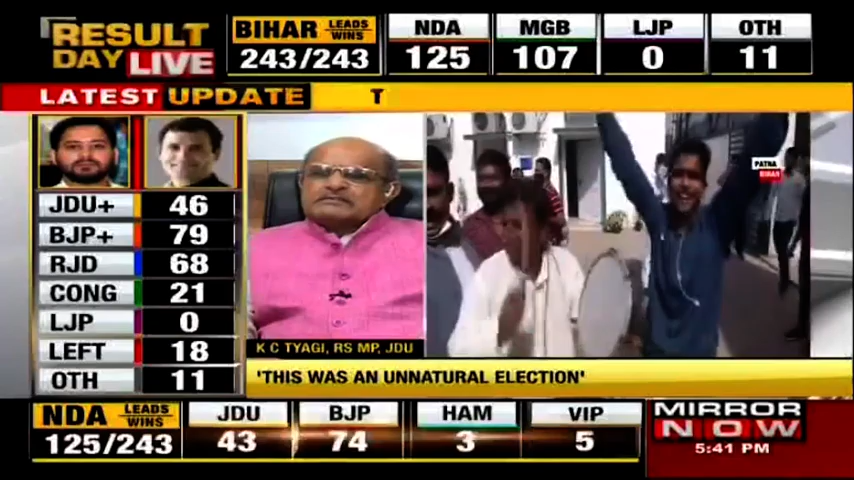 RESULT
DAY LIVE
BIHAR LEADS WINS
243/243
NDA
125
MGB
107
LJP
0
OTH
11
LATEST UPDATE T
JDU+ 46
BJP+ 79
RJD 68
CONG 21
LJP 0
LEFT 18
OTH 11
PATNA
BIHAR
K C TYAGI, RS MP, JDU
'THIS WAS AN UNNATURAL ELECTION'
NDA LEADS WINS
125/243
JDU
43
BJP
74
HAM
3
VIP
5
MIRROR
NOW
5:41 PM